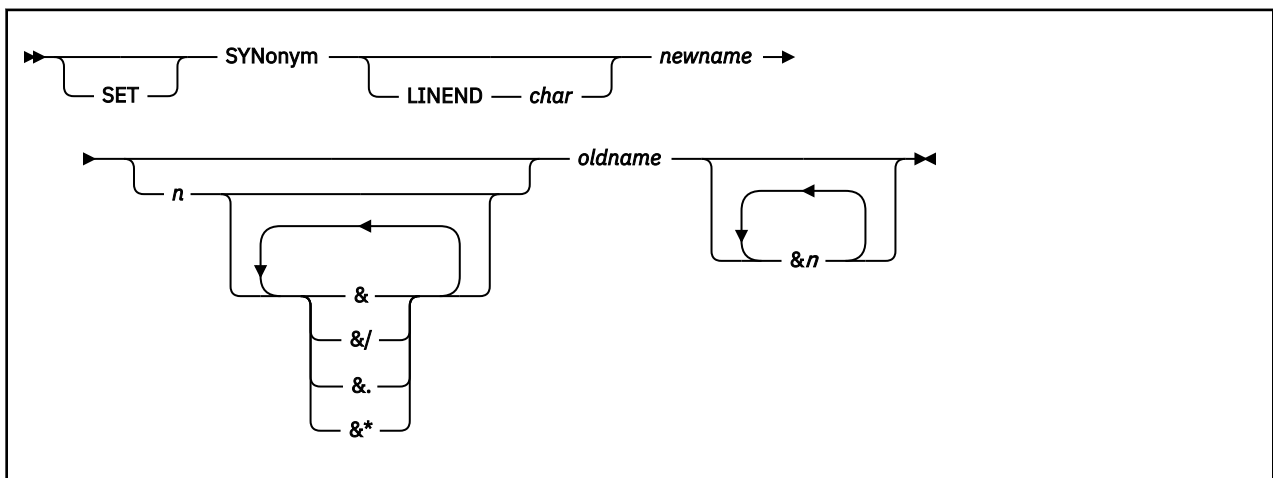 SYNonym newname
SET LINEND char
oldname
n
&n
&
&/
&.
&*